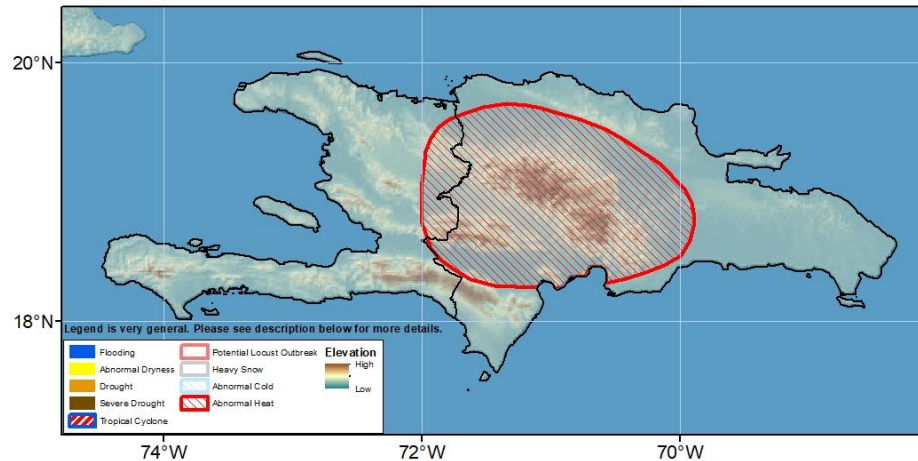 20°N
18°N
Legend is very general. Please see description below for more details.
Flooding
Abnormal Dryness
Drought
Severe Drought
Tropical Cyclone
Potential Locust Outbreak
Heavy Snow
Abnormal Cold
Abnormal Heat
Elevation
High
Low
74°W
72°W
70°W